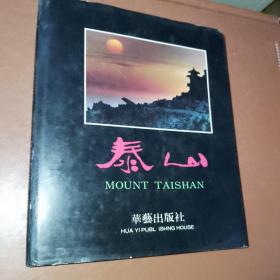 泰山
MOUNT TAISHAN
華藝出版社
HUA YI PUBL ISHNG HOUSE